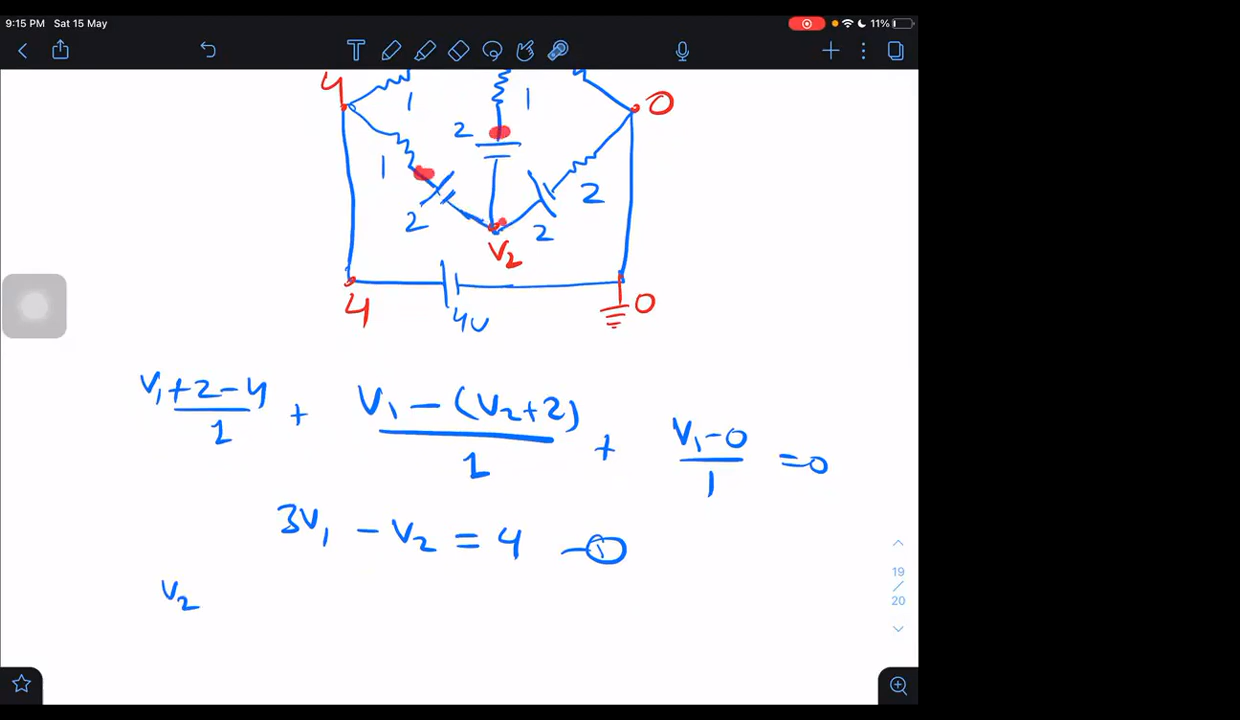 9:15 PM Sat 15 May
11%
T
4
1
1
0
2
1
2
2
2
V2
4
4V
0
V1+2-4/1 + V1-(V2+2)/1 + V1-0/1 =0
3V1 - V2 = 4 -①
V2
19
/
20